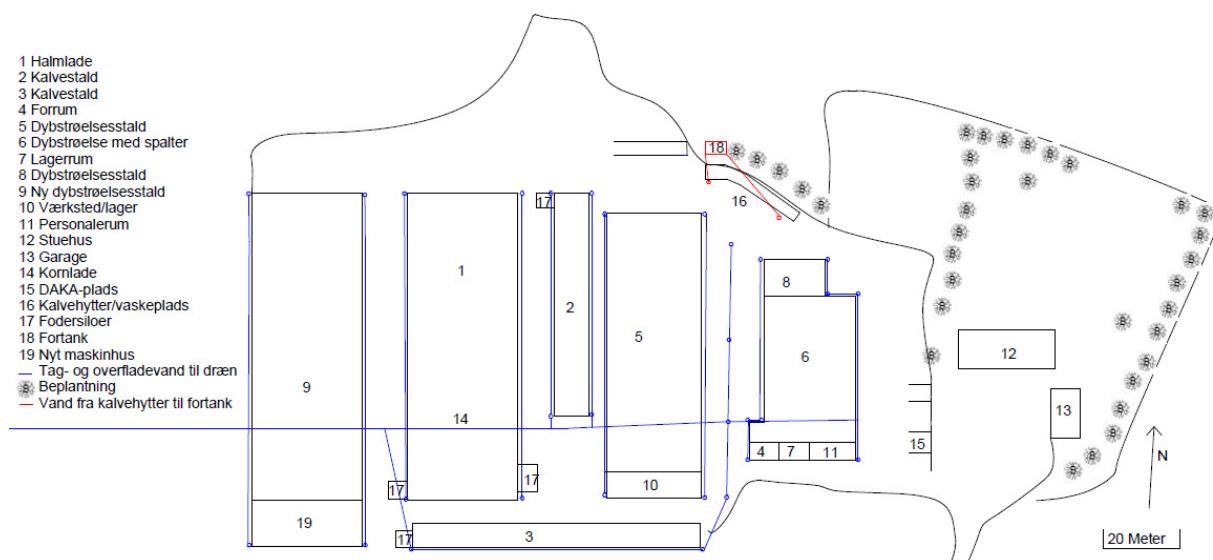 1 Halmlade
2 Kalvestald
3 Kalvestald
4 Forrum
5 Dybstrøelsesstald
6 Dybstrøelse med spalter
7 Lagerrum
8 Dybstrøelsesstald
9 Ny dybstrøelsesstald
10 Værksted/lager
11 Personalerum
12 Stuehus
13 Garage
14 Kornlade
15 DAKA-plads
16 Kalvehytter/vaskeplads
17 Fodersiloer
18 Fortank
19 Nyt maskinhus
Tag- og overfladevand til dræn
Beplantning
Vand fra kalvehytter til fortank
18
17
16
1
8
2
5
6
12
9
13
14
15
4
7
11
N
17
17
10
19
17
3
20 Meter